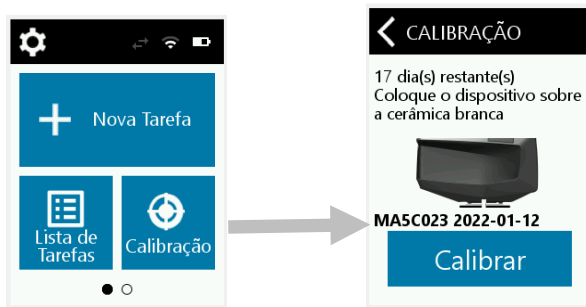 Nova Tarefa
Lista de
Tarefas
Calibração
CALIBRAÇÃO
17 dia(s) restante(s)
Coloque o dispositivo sobre
a cerâmica branca
MA5C023 2022-01-12
Calibrar